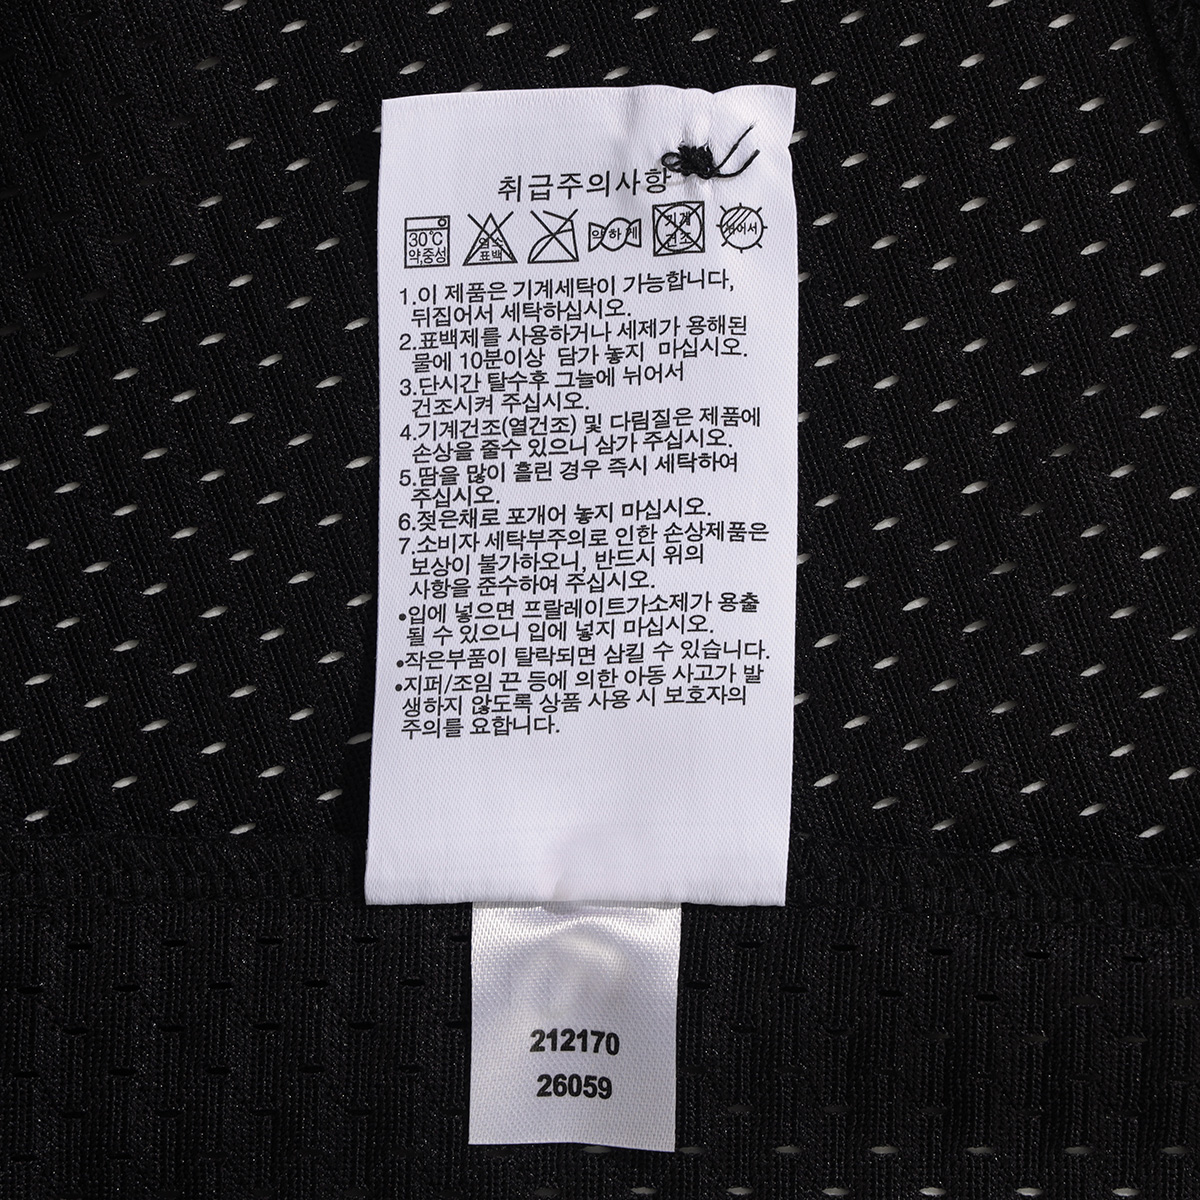 취급주의사항
30℃ 약,중성 염소 표백 약하게 기계 건조 뉘어서
1.이 제품은 기계세탁이 가능합니다,
뒤집어서 세탁하십시오.
2.표백제를 사용하거나 세제가 용해된
물에 10분이상 담가 놓지 마십시오.
3.단시간 탈수후 그늘에 뉘어서
건조시켜 주십시오.
4.기계건조(열건조) 및 다림질은 제품에
손상을 줄수 있으니 삼가 주십시오.
5.땀을 많이 흘린 경우 즉시 세탁하여
주십시오.
6.젖은채로 포개어 놓지 마십시오.
7.소비자 세탁부주의로 인한 손상제품은
보상이 불가하오니, 반드시 위의
사항을 준수하여 주십시오.
•입에 넣으면 프랄레이트가소제가 용출
될 수 있으니 입에 넣지 마십시오.
•작은부품이 탈락되면 삼킬 수 있습니다.
•지퍼/조임 끈 등에 의한 아동 사고가 발
생하지 않도록 상품 사용 시 보호자의
주의를 요합니다.
212170
26059